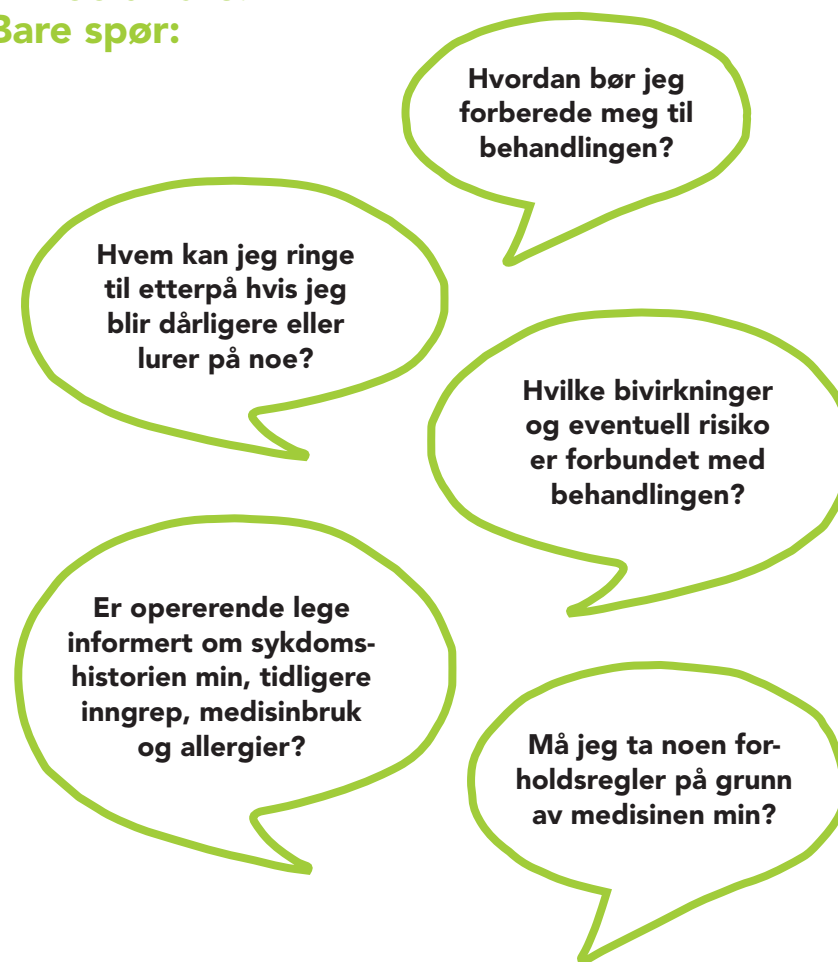 Bare spør:
Hvordan bør jeg
forberede meg til
behandlingen?
Hvem kan jeg ringe
til etterpå hvis jeg
blir dårligere eller
lurer på noe?
Hvilke bivirkninger
og eventuell risiko
er forbundet med
behandlingen?
Er opererende lege
informert om sykdoms-
historien min, tidligere
inngrep, medisinbruk
og allergier?
Må jeg ta noen for-
holdsregler på grunn
av medisinen min?